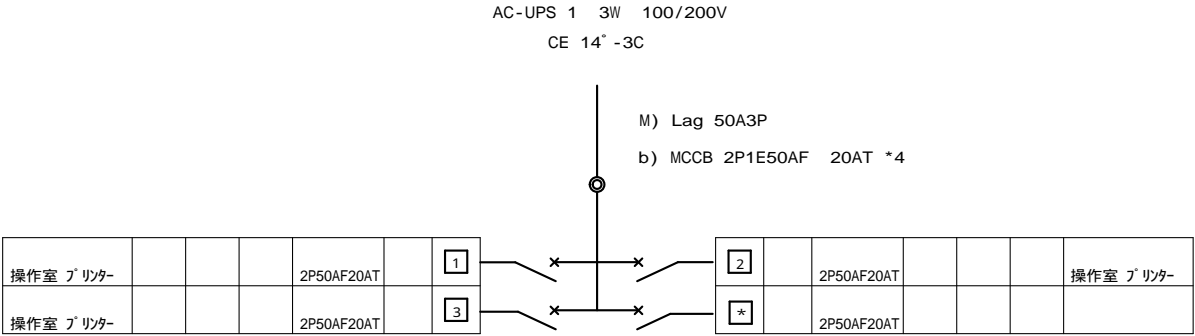 AC-UPS 1 3W 100/200V
CE 14°-3C
M) Lag 50A3P
b) MCCB 2P1E50AF 20AT *4
操作室 プリンター 2P50AF20AT 1
2 2P50AF20AT 操作室 プリンター
操作室 プリンター 2P50AF20AT 3
* 2P50AF20AT